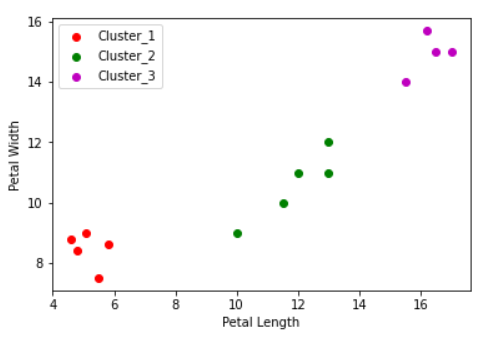 16
14
12
10
8
Petal Width
Cluster_1
Cluster_2
Cluster_3
4 6 8 10 12 14 16
Petal Length